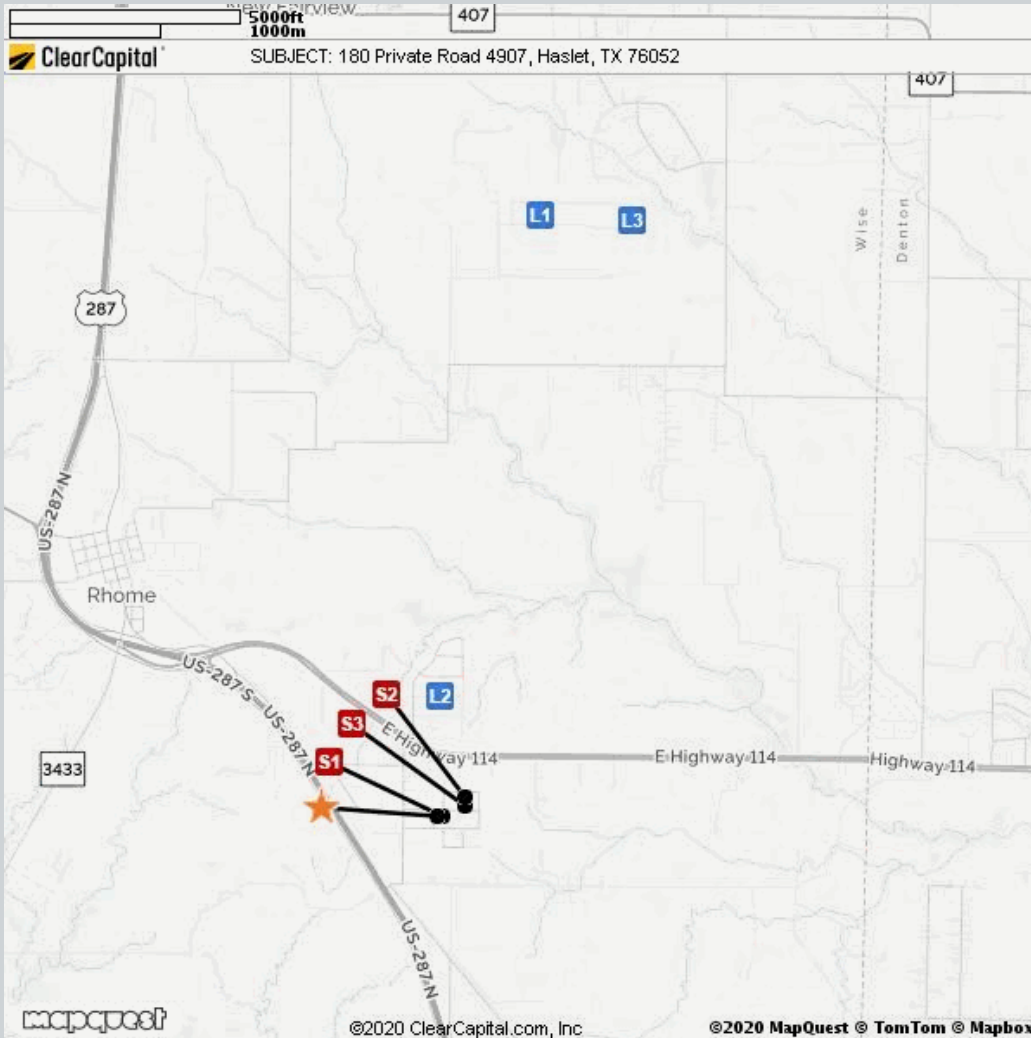 New Fairview
407
5000ft
1000m
ClearCapital
SUBJECT: 180 Private Road 4907, Haslet, TX 76052
407
L1
L3
Wise
Denton
287
US-287 N
Rhome
US-287 S
US-287 N
S2
L2
S3
E Highway 114
E Highway 114
Highway 114
S1
3433
US-287 N
mapquest
©2020 ClearCapital.com, Inc
©2020 MapQuest © TomTom © Mapbox